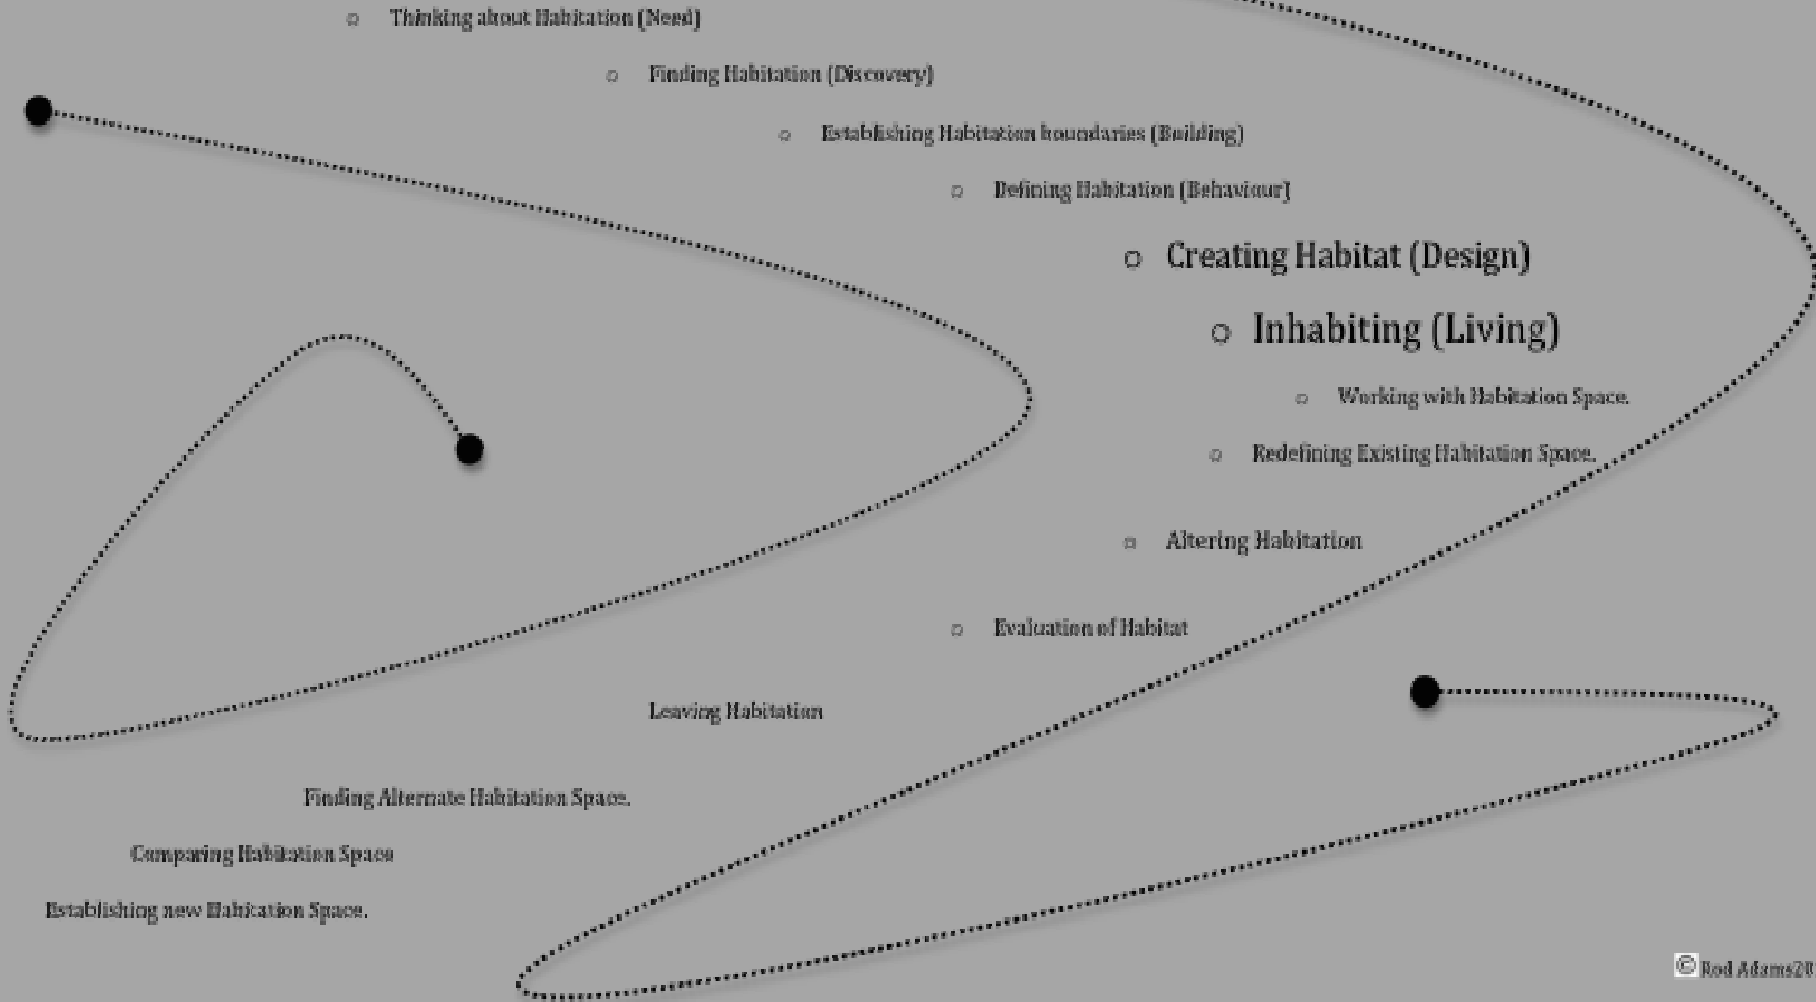 Thinking about Habitation (Need)
Finding Habitation (Discovery)
Establishing Habitation boundaries (Building)
Defining Habitation (Behaviour)
Creating Habitat (Design)
Inhabiting (Living)
Working with Habitation Space.
Redefining Existing Habitation Space.
Altering Habitation
Evaluation of Habitat
Leaving Habitation
Finding Alternate Habitation Space.
Comparing Habitation Space
Establishing new Habitation Space.
© Rod Adams20